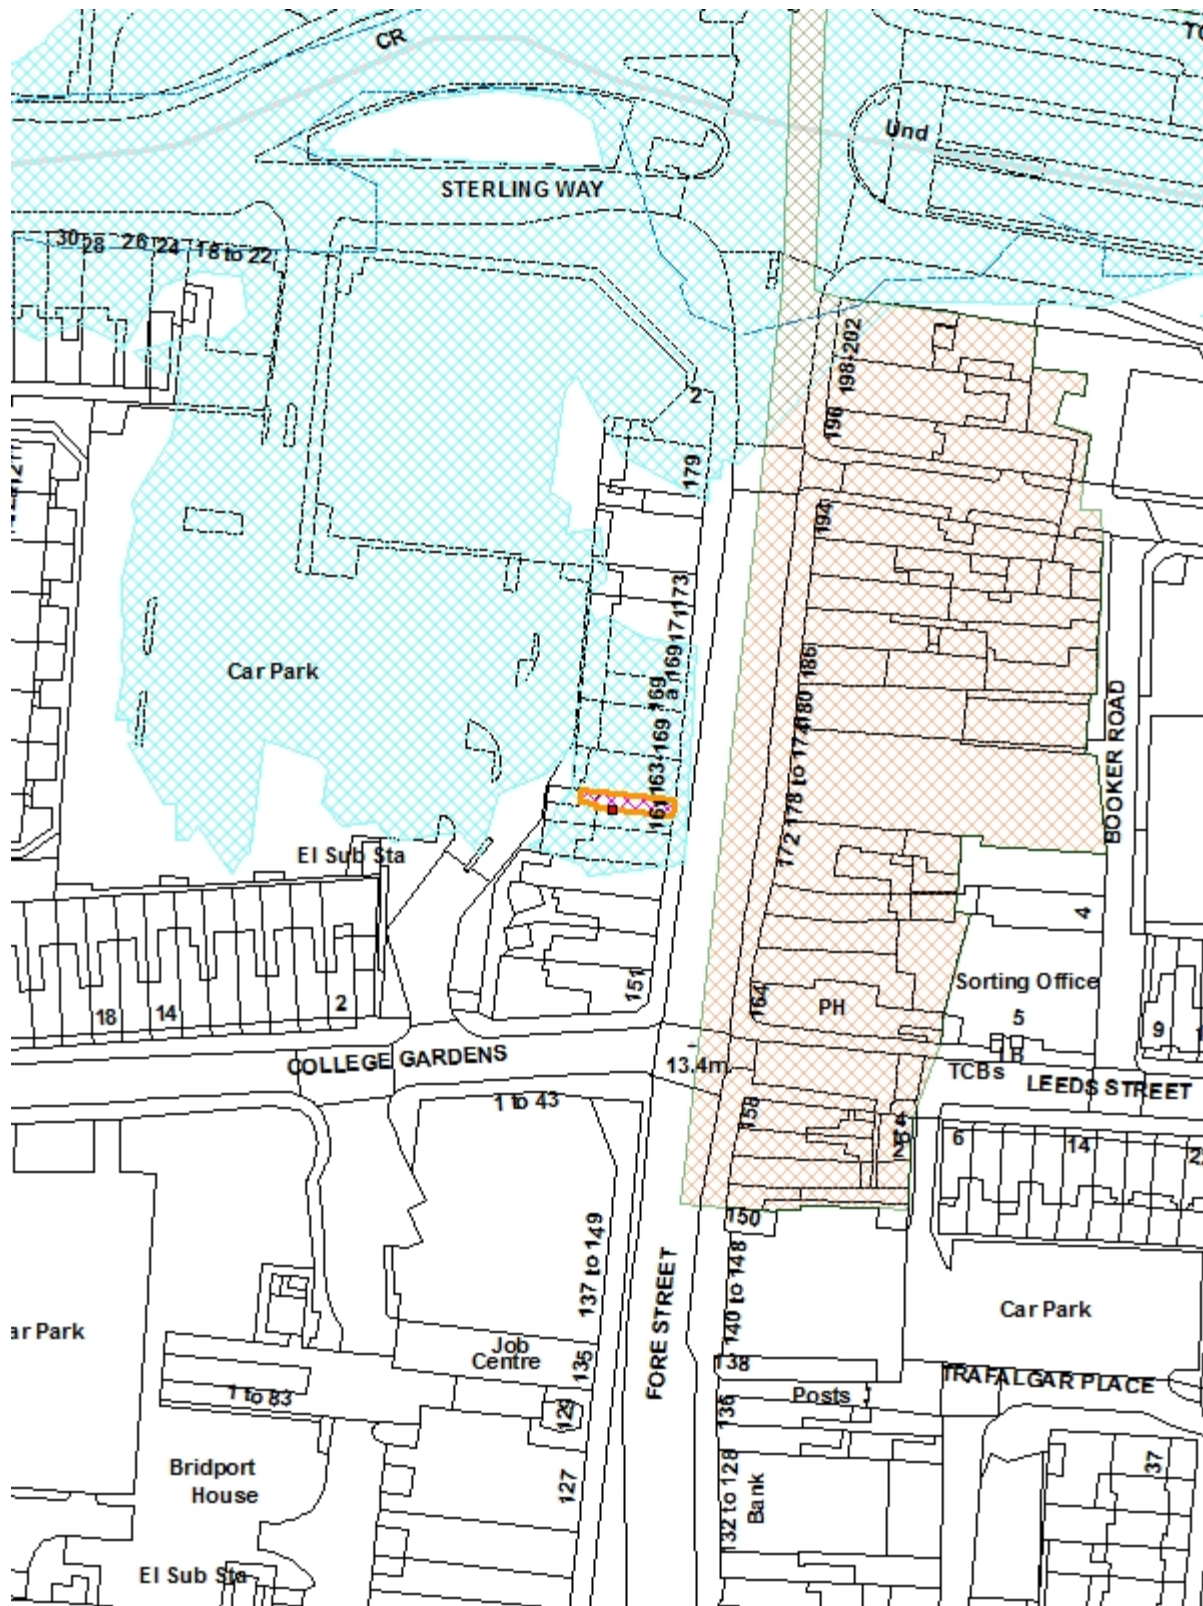 CR
Und
STERLING WAY
30
28
26
24
18 to 22
198-202
2
196
179
194
173
171
169
169
a
186
180
163-169
174
Car Park
161
178 to
BOOKER ROAD
172
El Sub Sta
4
151
Sorting Office
18
14
2
164
PH
5
9
LB
COLLEGE GARDENS
13.4m
TCBs
LEEDS STREET
1 to 43
158
6
14
150
137 to 149
140 to 148
FORE STREET
ar Park
Job
Centre
135
138
Car Park
TRAFALGAR PLACE
1 to 83
129
136
Posts
Bridport
House
127
132 to 128
Bank
37
El Sub Sta